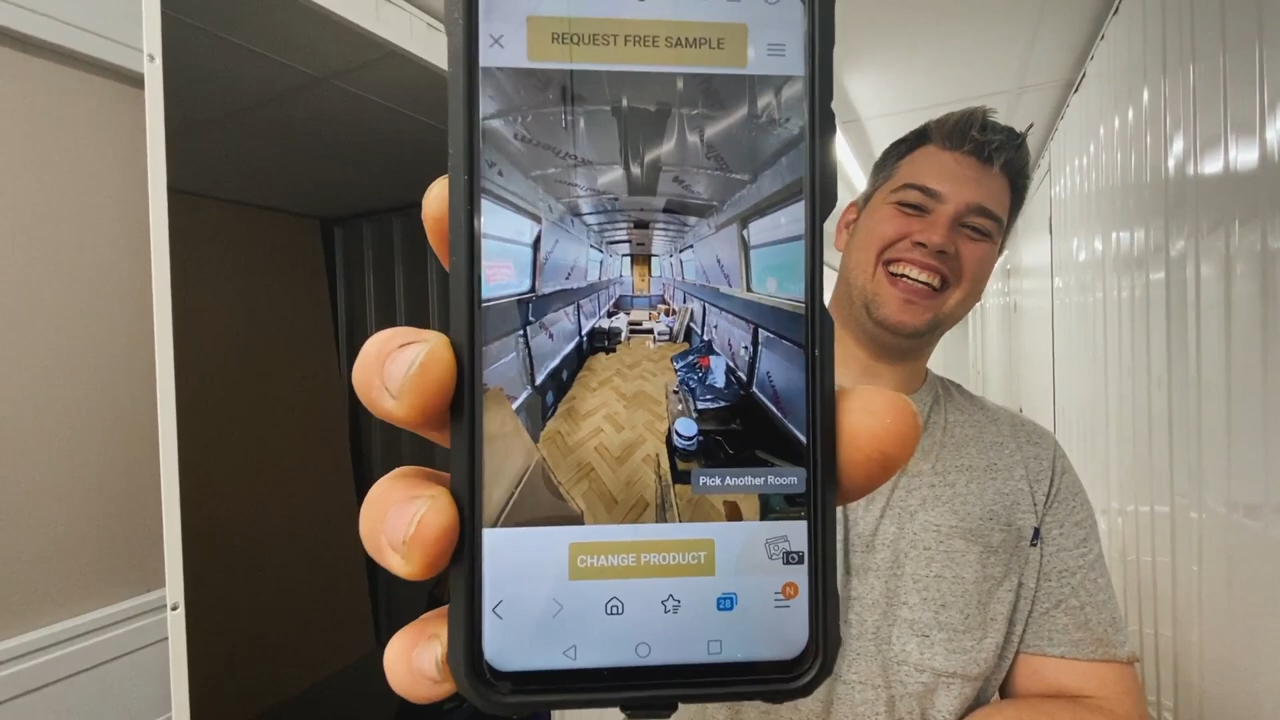 REQUEST FREE SAMPLE
Pick Another Room
CHANGE PRODUCT
28
N